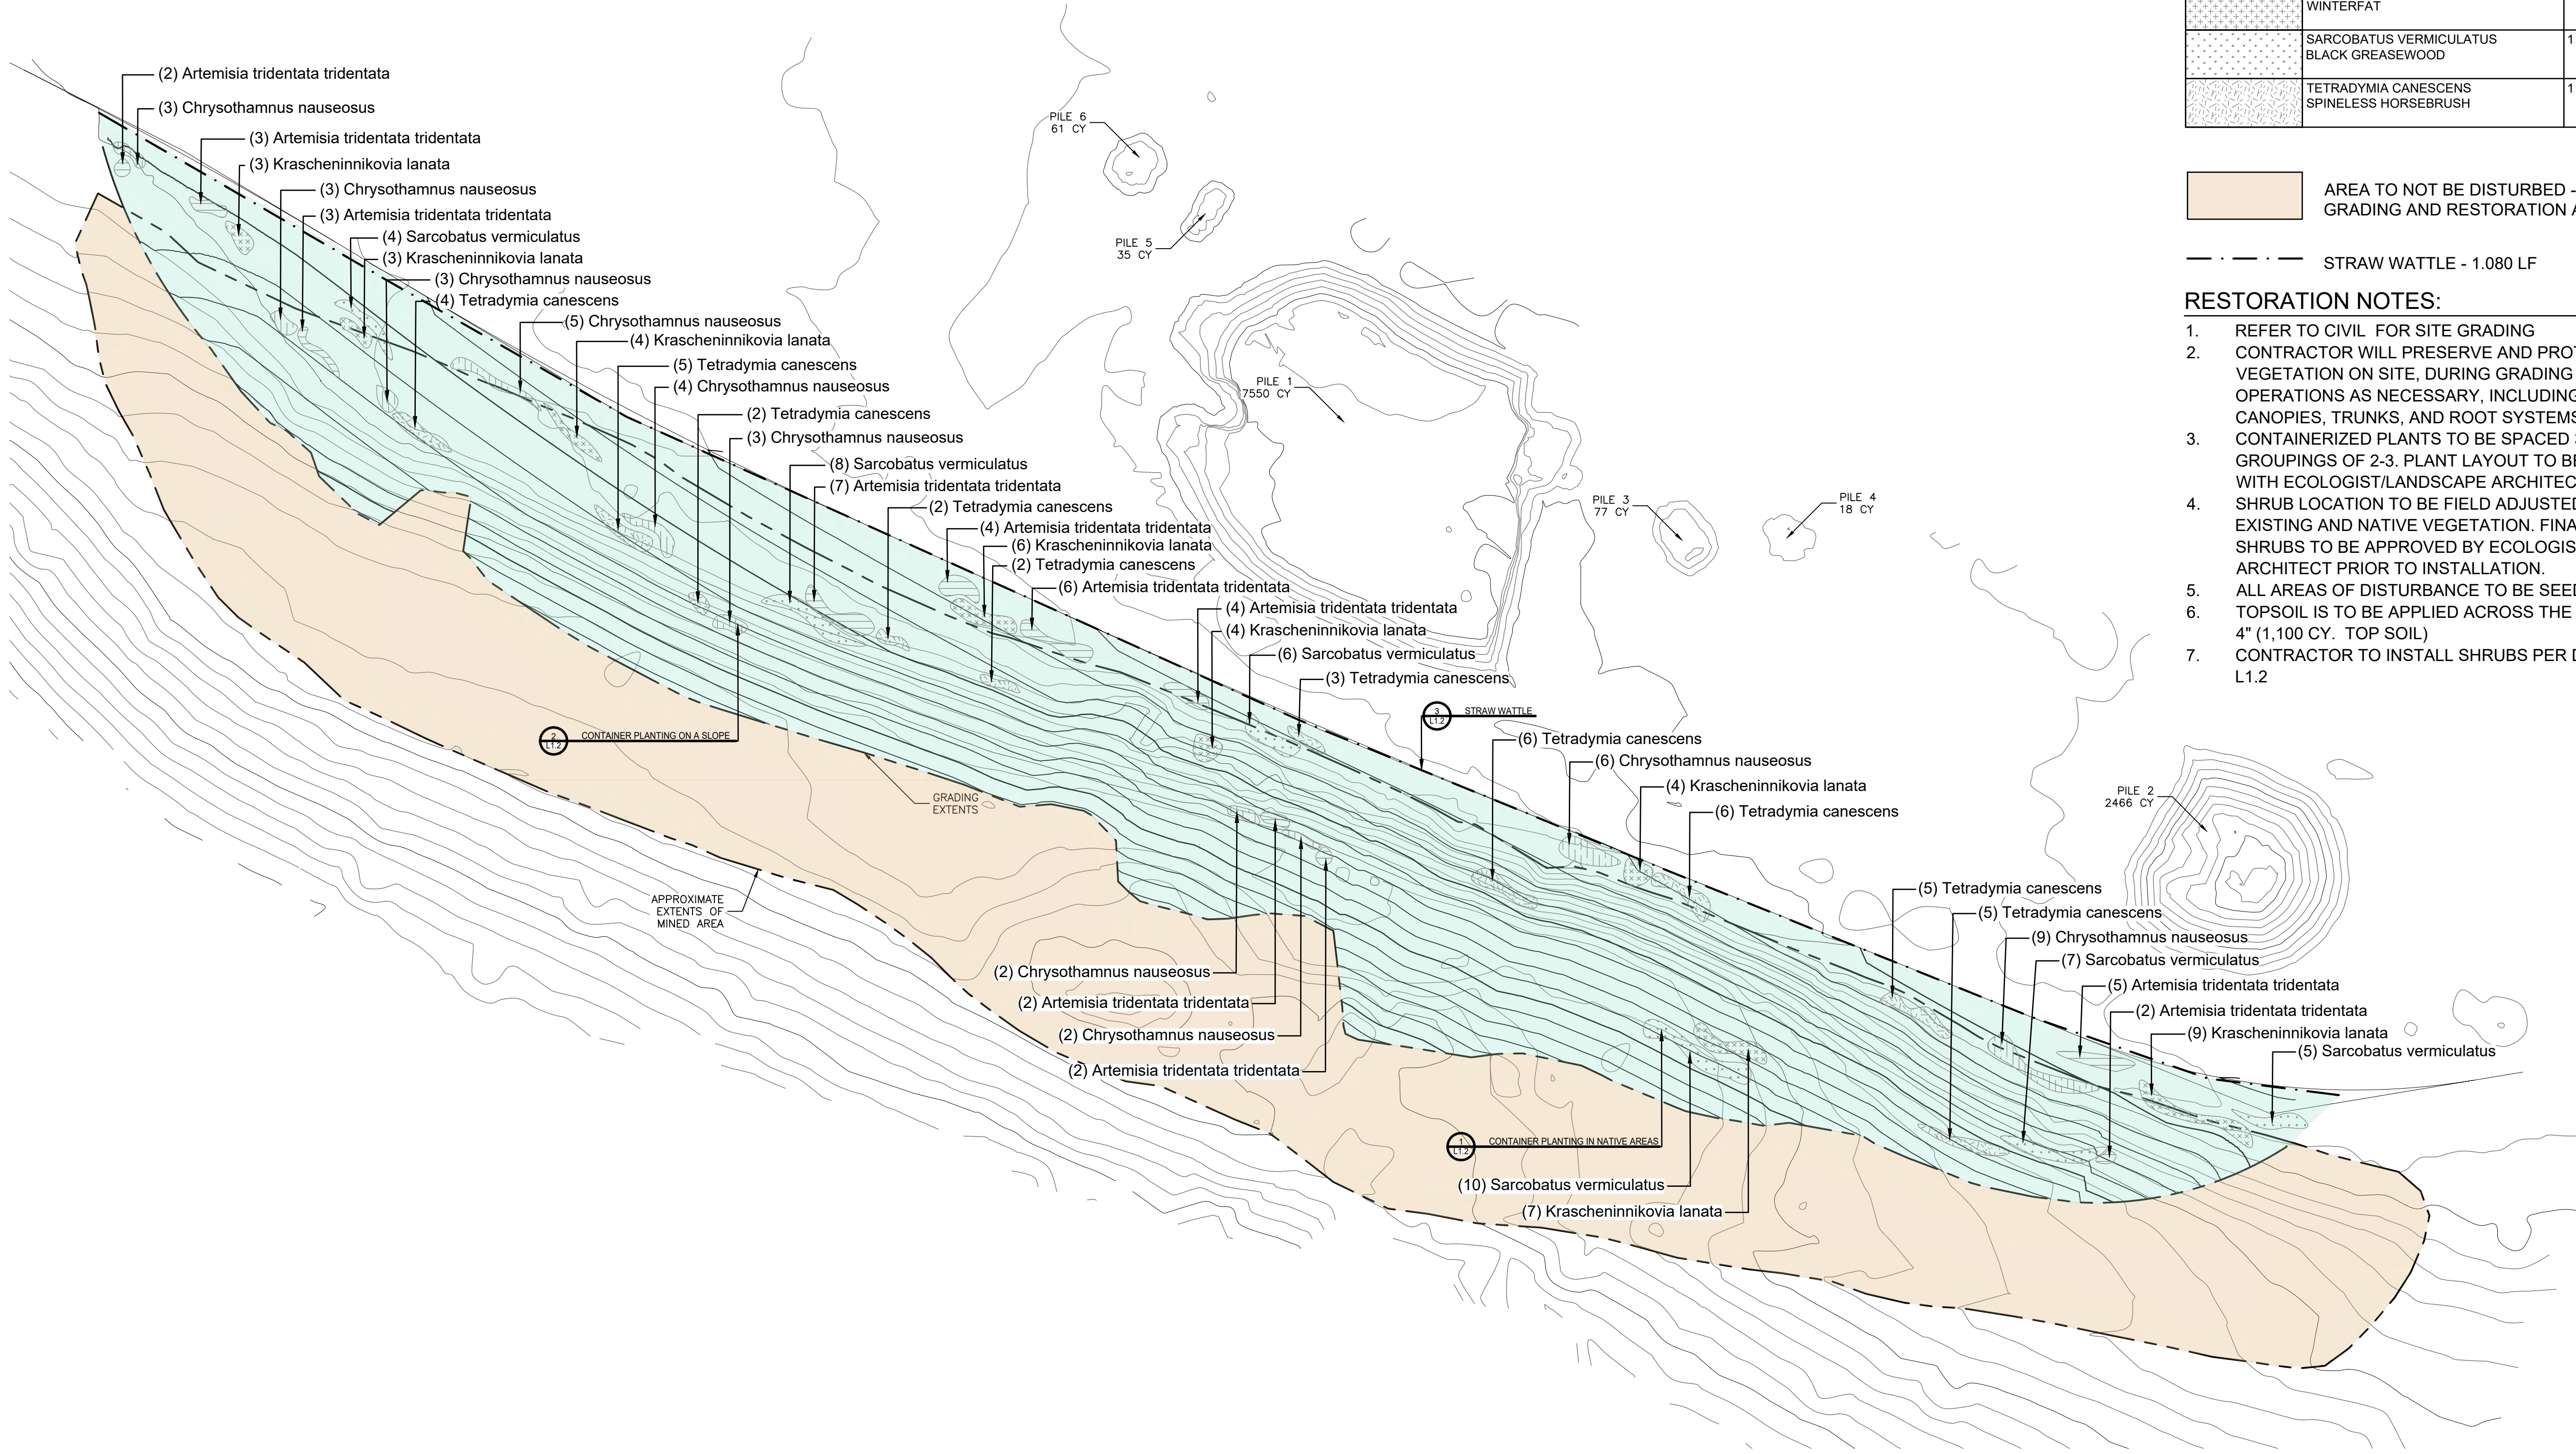 (2) Artemisia tridentata tridentata
(3) Chrysothamnus nauseosus
(3) Artemisia tridentata tridentata
(3) Krascheninnikovia lanata
(3) Chrysothamnus nauseosus
(3) Artemisia tridentata tridentata
(4) Sarcobatus vermiculatus
(3) Krascheninnikovia lanata
(3) Chrysothamnus nauseosus
(4) Tetradymia canescens
(5) Chrysothamnus nauseosus
(4) Krascheninnikovia lanata
(5) Tetradymia canescens
(4) Chrysothamnus nauseosus
(2) Tetradymia canescens
(3) Chrysothamnus nauseosus
(8) Sarcobatus vermiculatus
(7) Artemisia tridentata tridentata
(2) Tetradymia canescens
(4) Artemisia tridentata tridentata
(6) Krascheninnikovia lanata
(2) Tetradymia canescens
(6) Artemisia tridentata tridentata
(4) Artemisia tridentata tridentata
(4) Krascheninnikovia lanata
(6) Sarcobatus vermiculatus
(3) Tetradymia canescens
3
L1.2
STRAW WATTLE
(6) Tetradymia canescens
(6) Chrysothamnus nauseosus
(4) Krascheninnikovia lanata
(6) Tetradymia canescens
(5) Tetradymia canescens
(5) Tetradymia canescens
(9) Chrysothamnus nauseosus
(7) Sarcobatus vermiculatus
(5) Artemisia tridentata tridentata
(2) Artemisia tridentata tridentata
(9) Krascheninnikovia lanata
(5) Sarcobatus vermiculatus
PILE 6
61 CY
PILE 5
35 CY
PILE 1
7550 CY
PILE 3
77 CY
PILE 4
18 CY
PILE 2
2466 CY
2
L1.2
CONTAINER PLANTING ON A SLOPE
GRADING
EXTENTS
APPROXIMATE
EXTENTS OF
MINED AREA
(2) Chrysothamnus nauseosus
(2) Artemisia tridentata tridentata
(2) Chrysothamnus nauseosus
(2) Artemisia tridentata tridentata
1
L1.2
CONTAINER PLANTING IN NATIVE AREAS
(10) Sarcobatus vermiculatus
(7) Krascheninnikovia lanata
WINTERFAT
SARCOBATUS VERMICULATUS 1
BLACK GREASEWOOD
TETRADYMIA CANESCENS 1
SPINELESS HORSEBRUSH
AREA TO NOT BE DISTURBED -
GRADING AND RESTORATION
STRAW WATTLE - 1.080 LF
RESTORATION NOTES:
1. REFER TO CIVIL FOR SITE GRADING
2. CONTRACTOR WILL PRESERVE AND
VEGETATION ON SITE, DURING GRADING
OPERATIONS AS NECESSARY, INCLUDING
CANOPIES, TRUNKS, AND ROOT SYSTEMS
3. CONTAINERIZED PLANTS TO BE SPACED
GROUPINGS OF 2-3. PLANT LAYOUT TO BE
WITH ECOLOGIST/LANDSCAPE
4. SHRUB LOCATION TO BE FIELD ADJUSTED
EXISTING AND NATIVE VEGETATION.
SHRUBS TO BE APPROVED BY
ARCHITECT PRIOR TO INSTALLATION.
5. ALL AREAS OF DISTURBANCE TO BE
6. TOPSOIL IS TO BE APPLIED ACROSS THE
4" (1,100 CY. TOP SOIL)
7. CONTRACTOR TO INSTALL SHRUBS PER
L1.2